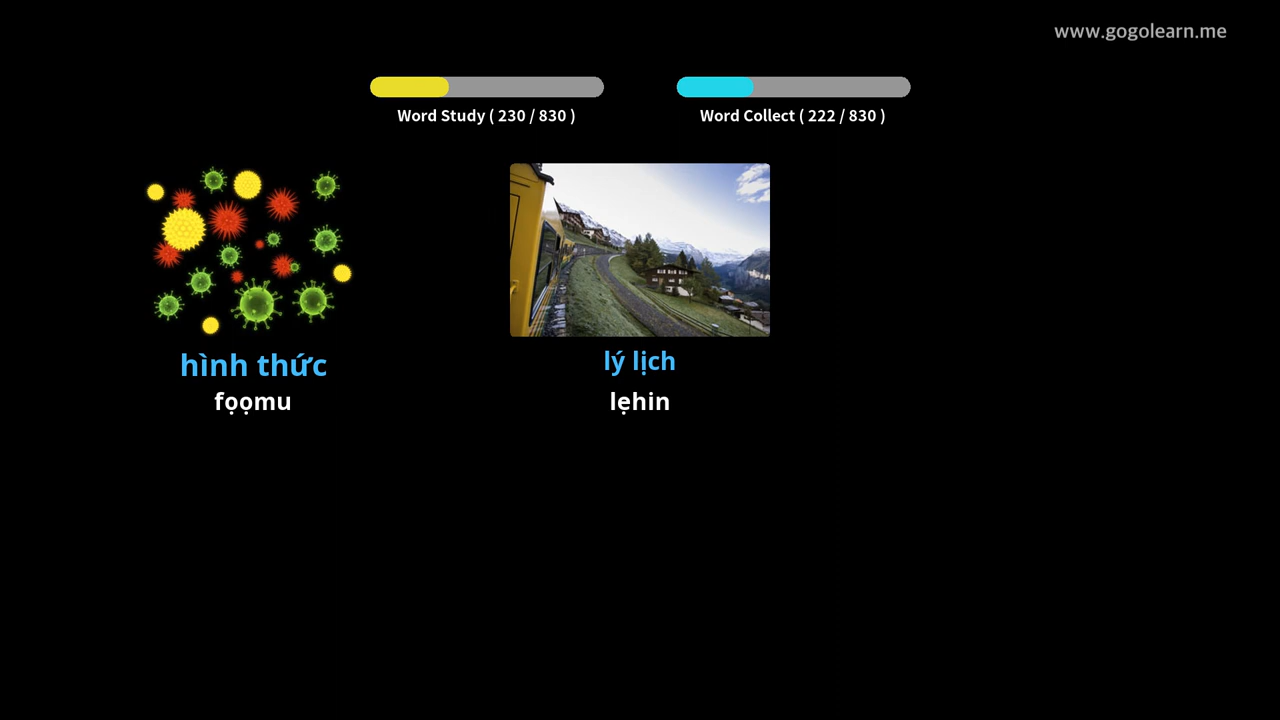 www.gogolearn.me
Word Study ( 230 / 830 )
Word Collect ( 222 / 830 )
hình thức
fọọmu
lý lịch
lẹhin